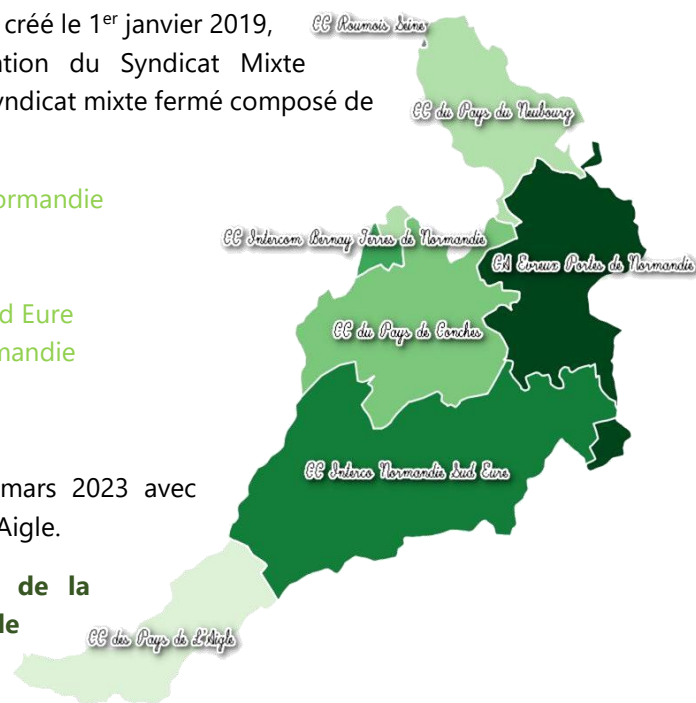 créé le 1er janvier 2019,
ation du Syndicat Mixte
yndicat mixte fermé composé de
ormandie
d Eure
mandie
mars 2023 avec
Aigle.
de la
le
CC Roumois Seine
CC du Pays du Neubourg
CC Intercom Bernay Terres de Normandie
CA Evreux Portes de Normandie
CC du Pays de Conches
CC Interco Normandie Sud Eure
CC des Pays de L'Aigle